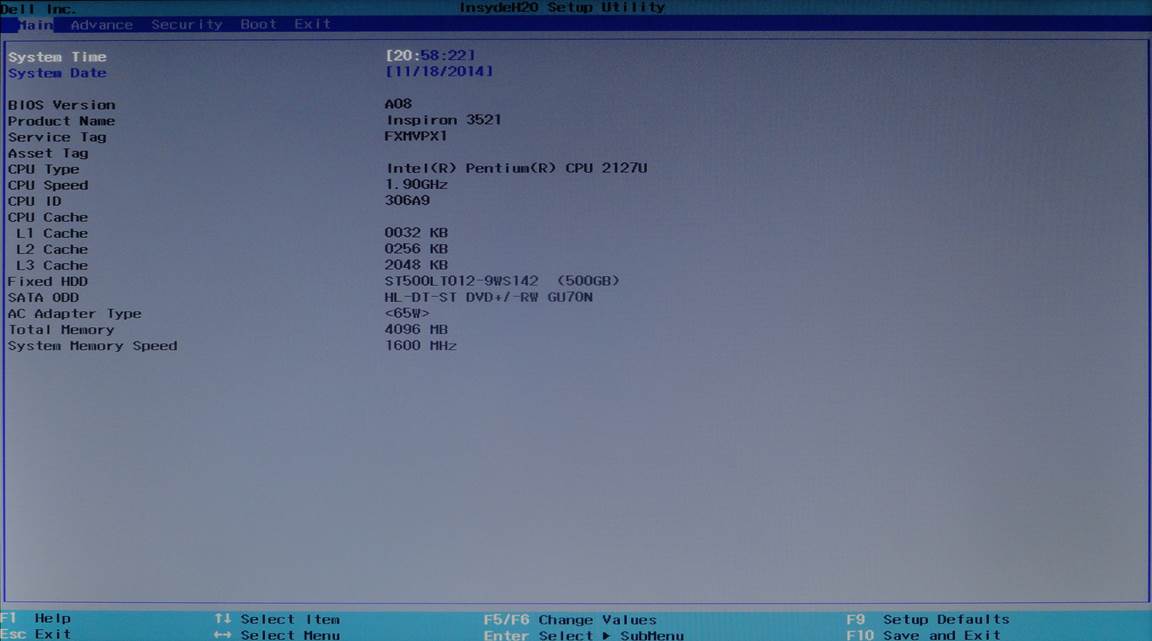 Dell Inc. InsydeH2O Setup Utility
Main Advance Security Boot Exit
System Time [20:58:22]
System Date [11/18/2014]
BIOS Version A08
Product Name Inspiron 3521
Service Tag FXMVPX1
Asset Tag
CPU Type Intel(R) Pentium(R) CPU 2127U
CPU Speed 1.90GHz
CPU ID 306A9
CPU Cache
L1 Cache 0032 KB
L2 Cache 0256 KB
L3 Cache 2048 KB
Fixed HDD ST500LT012-9WS142 (500GB)
SATA ODD HL-DT-ST DVD+/-RW GU70N
AC Adapter Type <65W>
Total Memory 4096 MB
System Memory Speed 1600 MHz
F1 Help ↑↓ Select Item F5/F6 Change Values F9 Setup Defaults
Esc Exit ←→ Select Menu Enter Select ▶ SubMenu F10 Save and Exit